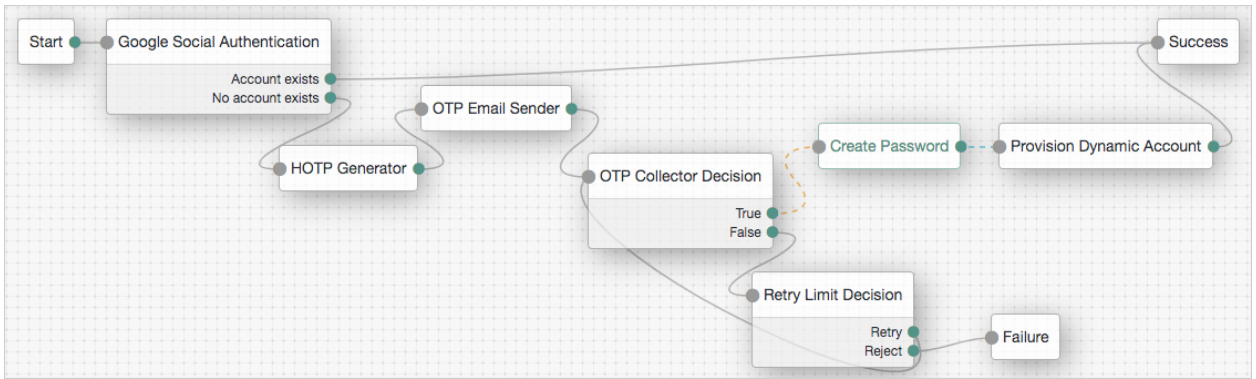 Start
Google Social Authentication
Account exists
No account exists
HOTP Generator
OTP Email Sender
OTP Collector Decision
True
False
Create Password
Provision Dynamic Account
Success
Retry Limit Decision
Retry
Reject
Failure